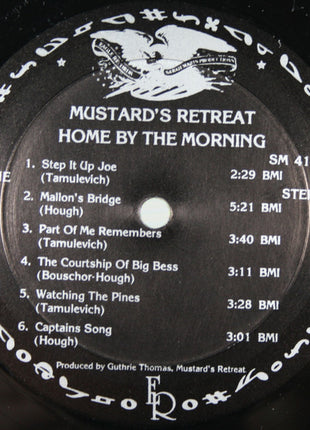 MUSTARD'S RETREAT
HOME BY THE MORNING
SM 41
1. Step It Up Joe 2:29 BMI
(Tamulevich)
2. Mallon's Bridge 5:21 BMI
(Hough)
3. Part Of Me Remembers 3:40 BMI
(Tamulevich)
4. The Courtship Of Big Bess 3:11 BMI
(Bouschor-Hough)
5. Watching The Pines 3:28 BMI
(Tamulevich)
6. Captains Song 3:01 BMI
(Hough)
Produced by Guthrie Thomas, Mustard's Retreat
ER